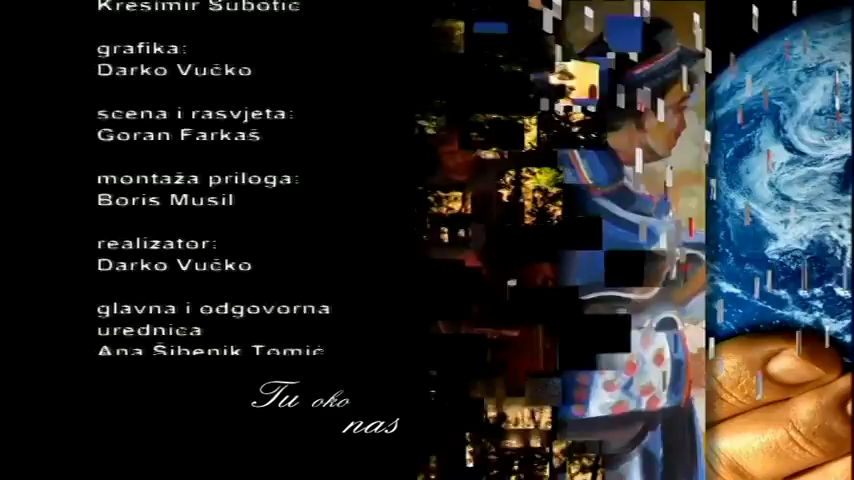 Krešimir Subotić
grafika:
Darko Vučko
scena i rasvjeta:
Goran Farkaš
montaža priloga:
Boris Musil
realizator:
Darko Vučko
glavna i odgovorna
urednica
Ana Šibenik Tomić
Tu oko
nas